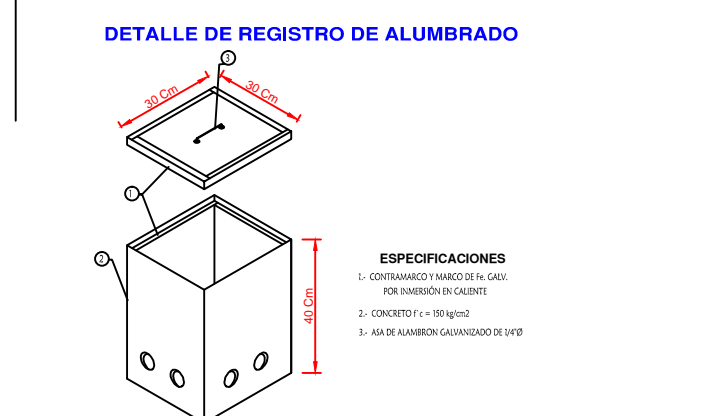 DETALLE DE REGISTRO DE ALUMBRADO
3
30 Cm
30 Cm
1
2
40 Cm
ESPECIFICACIONES
1.- CONTRAMARCO Y MARCO DE Fe. GALV.
POR INMERSIÓN EN CALIENTE
2.- CONCRETO f´c = 150 kg/cm2
3.- ASA DE ALAMBRON GALVANIZADO DE 1/4"Ø